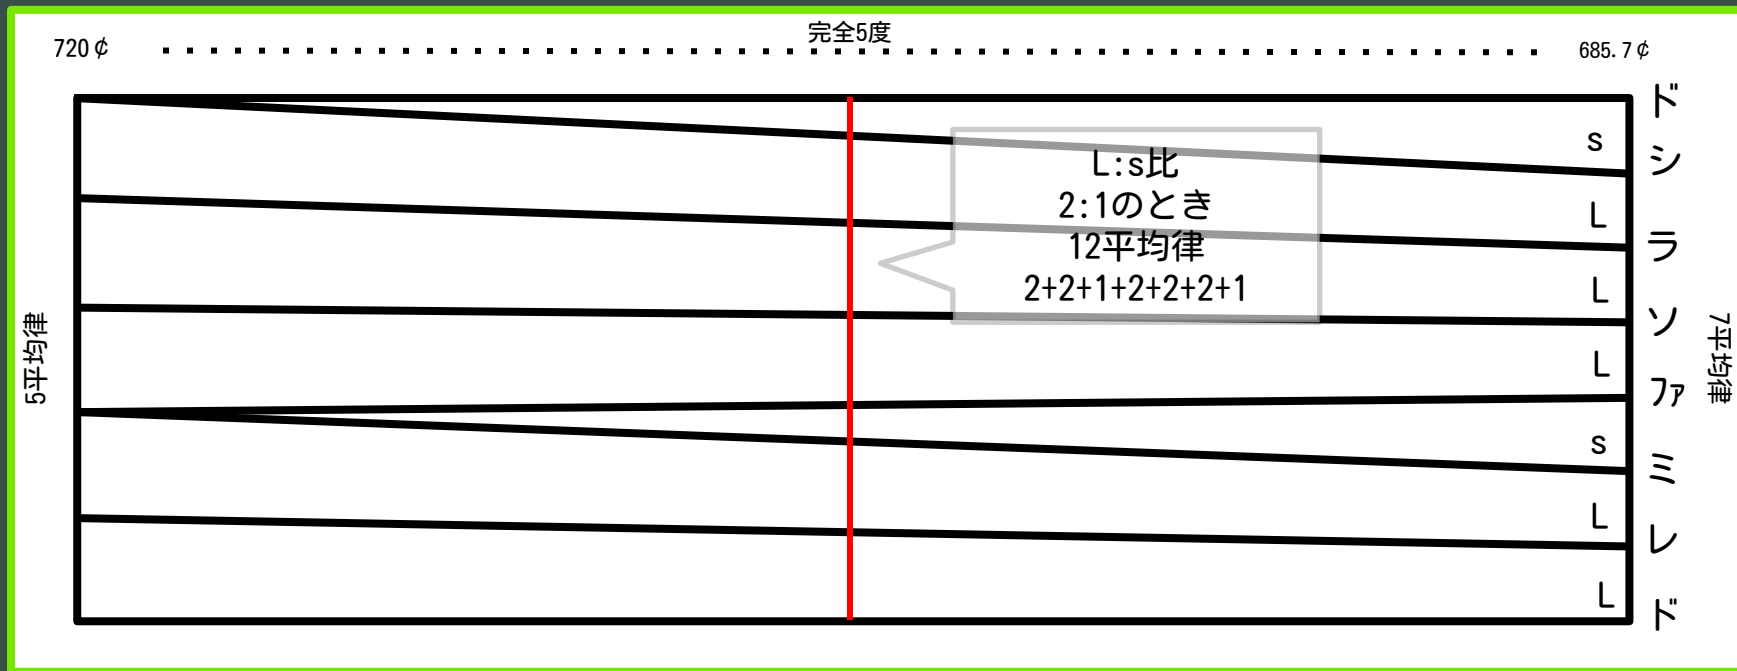 完全5度
720¢
685.7¢
ド
s
シ
L:s比
2:1のとき
12平均律
2+2+1+2+2+2+1
L
ラ
L
ソ
5平均律
7平均律
L
ファ
s
ミ
L
レ
L
ド